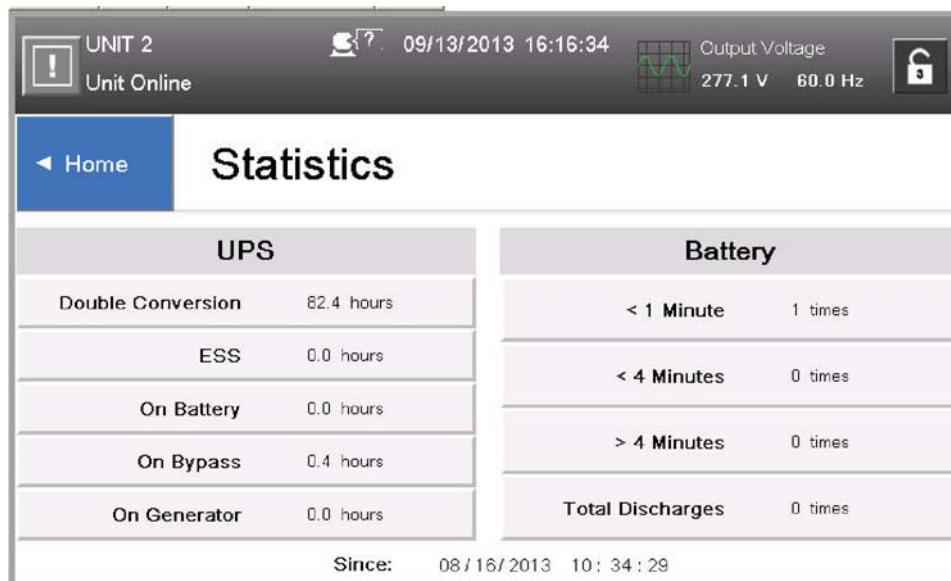 UNIT 2
Unit Online
?
09/13/2013 16:16:34
Output Voltage
277.1 V 60.0 Hz
3
◄ Home
Statistics
UPS
Double Conversion 82.4 hours
ESS 0.0 hours
On Battery 0.0 hours
On Bypass 0.4 hours
On Generator 0.0 hours
Battery
< 1 Minute 1 times
< 4 Minutes 0 times
> 4 Minutes 0 times
Total Discharges 0 times
Since: 08/16/2013 10:34:29